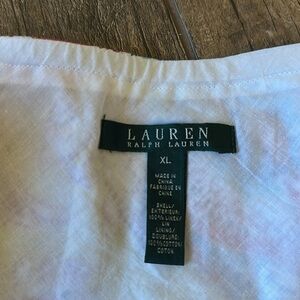 LAUREN
RALPH LAUREN
XL
MADE IN
CHINA
FABRIQUE EN
CHINE
SHELL/
EXTERIEUR:
100% LINEN/
LIN
LINING/
DOUBLURE:
100% COTTON/
COTON